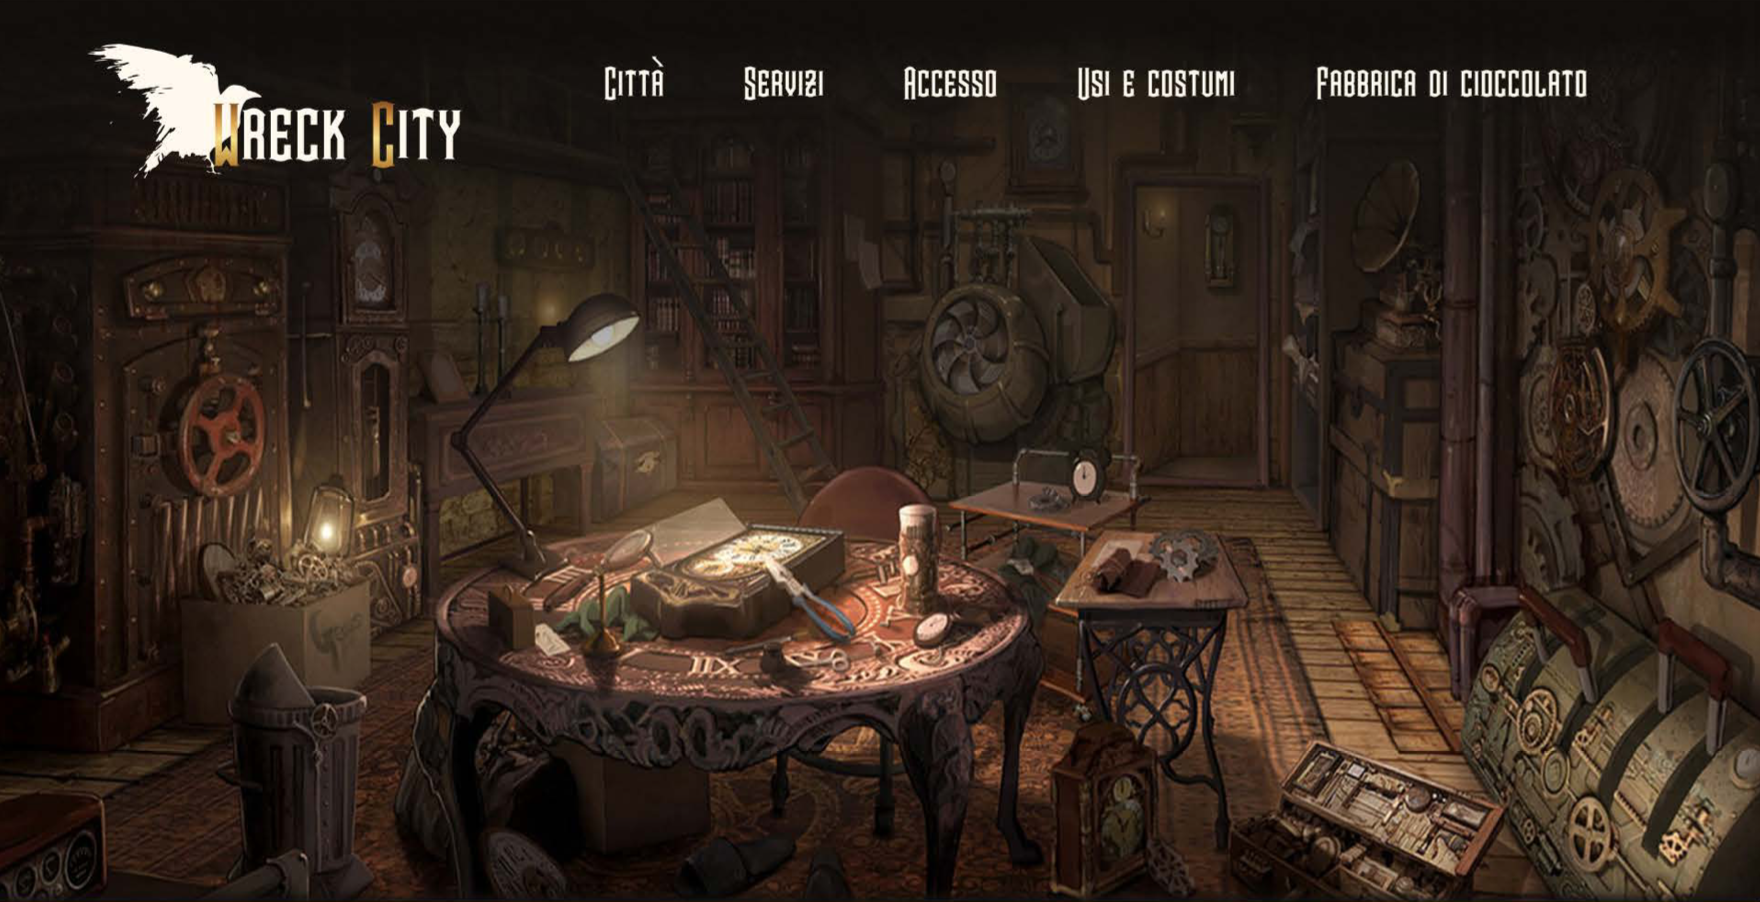 Wreck City
Città
Servizi
Accesso
Usi e costumi
Fabbrica di cioccolato